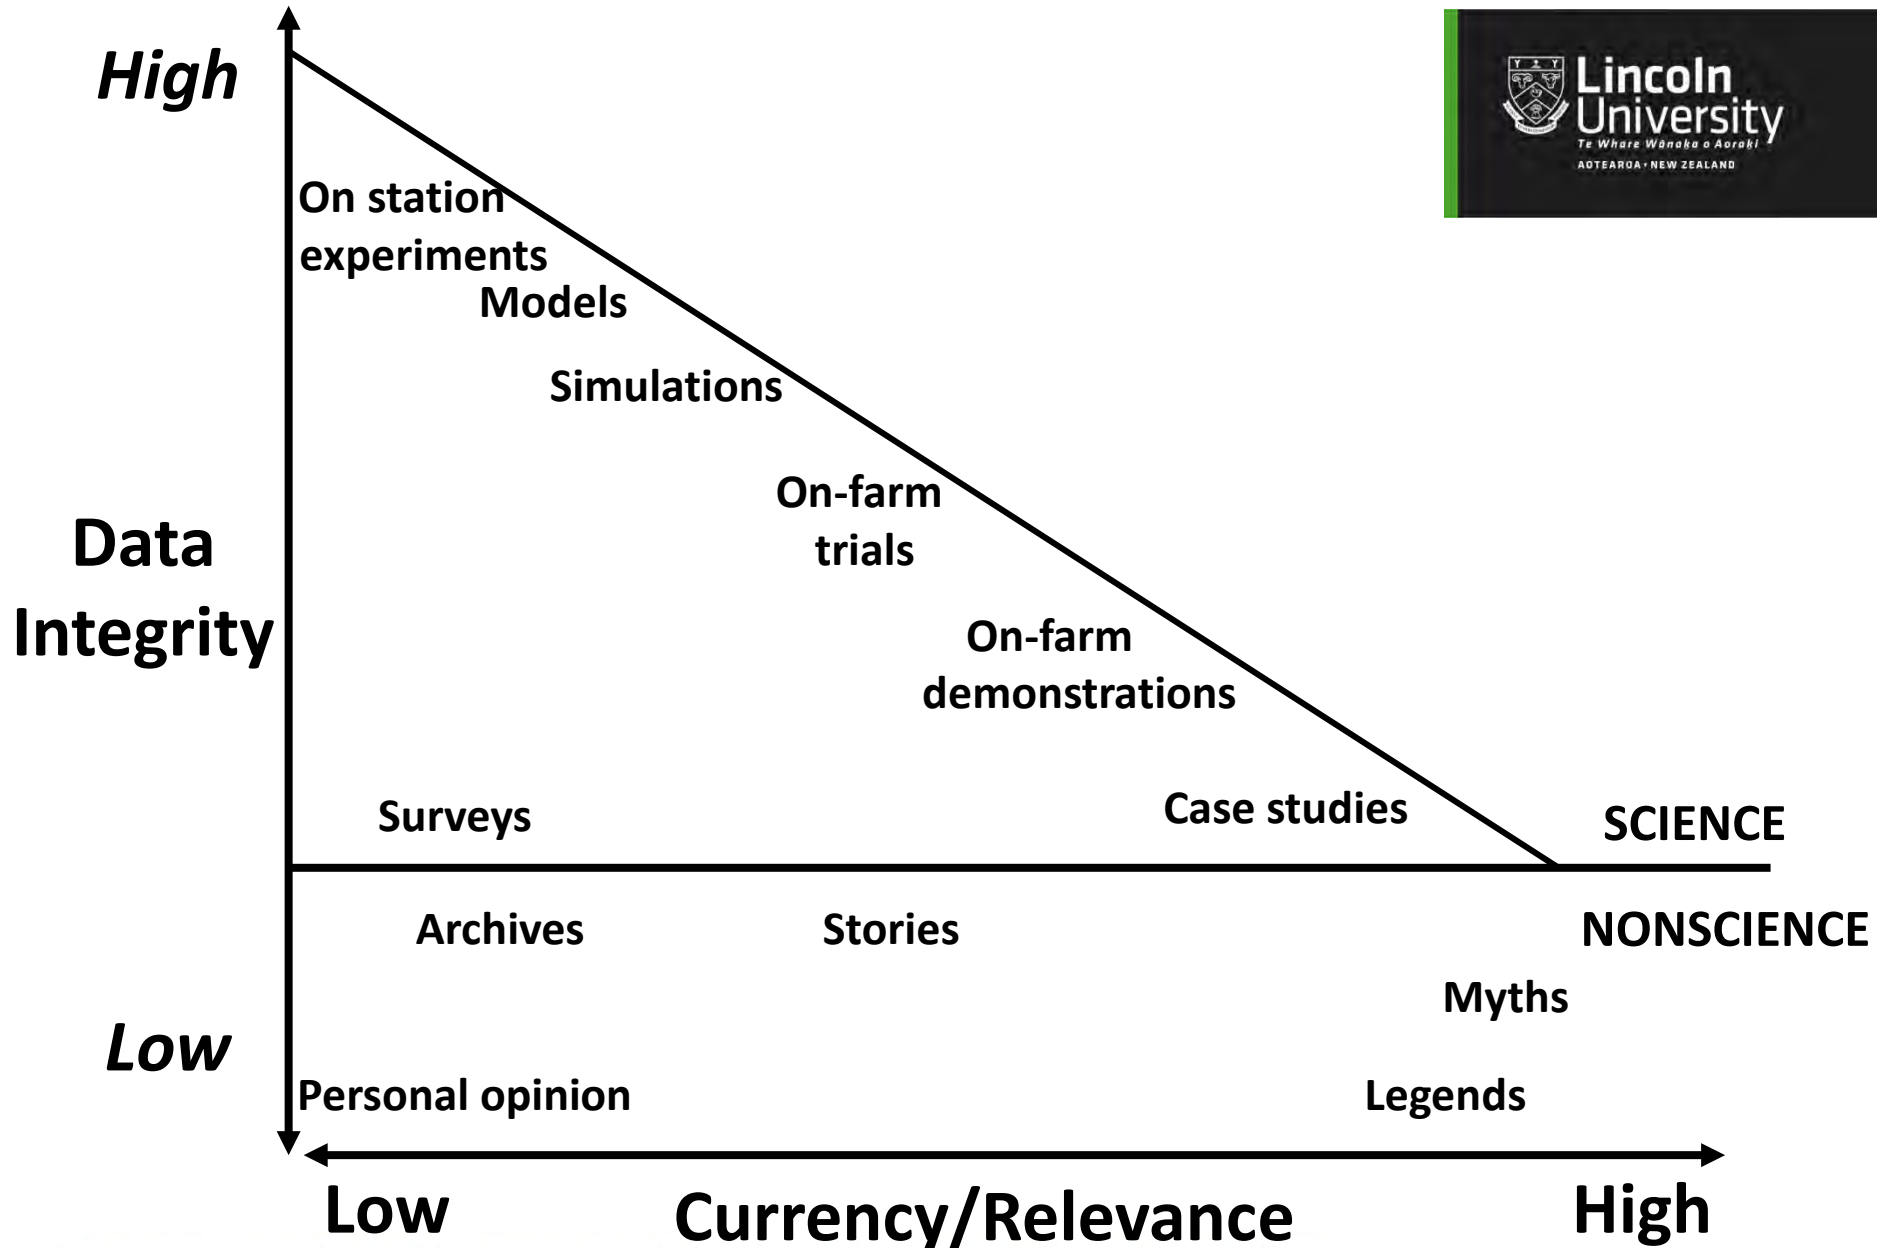 High
Lincoln
University
Te Whare Wānaka o Aoraki
AOTEAROA • NEW ZEALAND
On station
experiments
Models
Simulations
On-farm
trials
Data
Integrity
On-farm
demonstrations
Surveys
Case studies
SCIENCE
Archives
Stories
NONSCIENCE
Myths
Low
Personal opinion
Legends
Low
Currency/Relevance
High